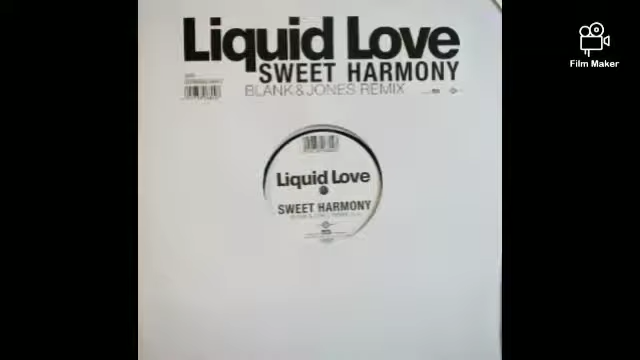 Liquid Love
SWEET HARMONY
BLANK & JONES REMIX
Film Maker
Liquid Love
SWEET HARMONY